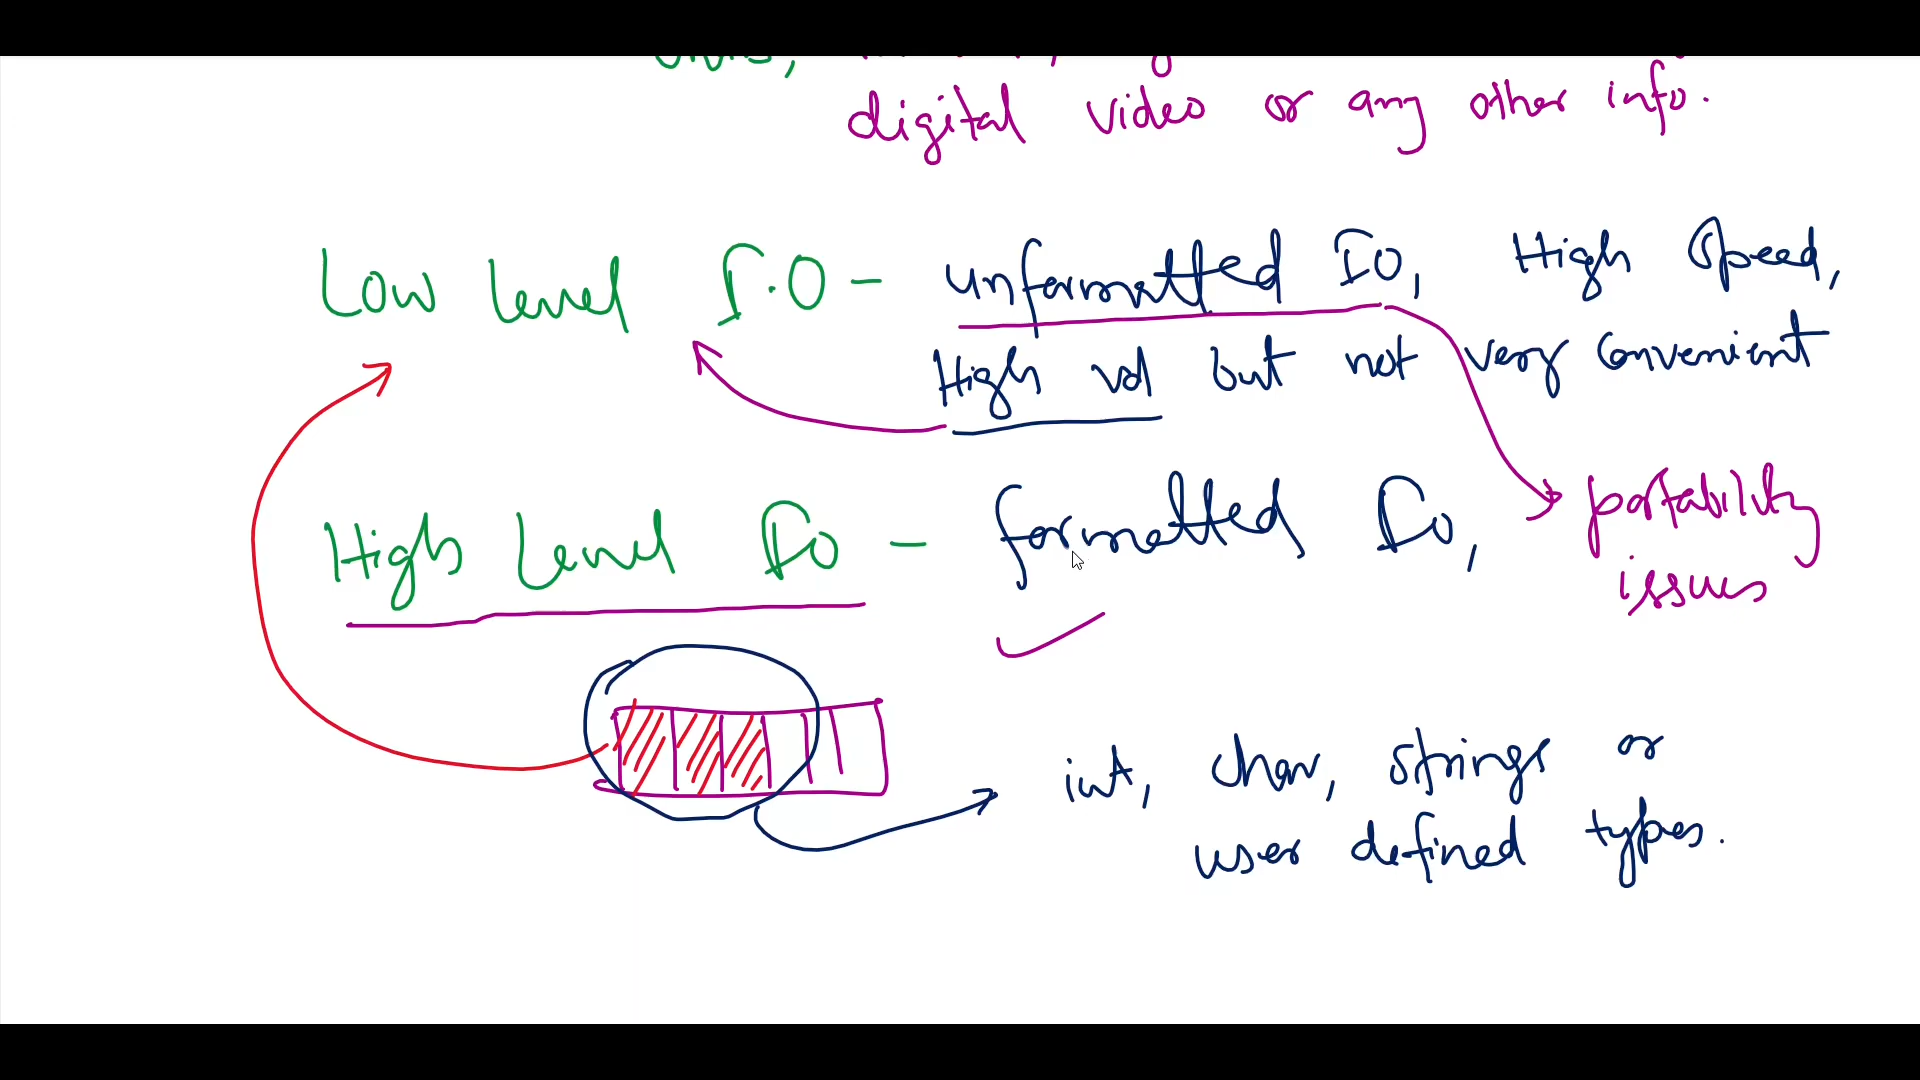 digital video or any other info.
Low level I.O - unformatted IO, High Speed,
High vol but not very convenient
High Level IO - formatted IO,
portability
issues
int, char, strings or
user defined types.